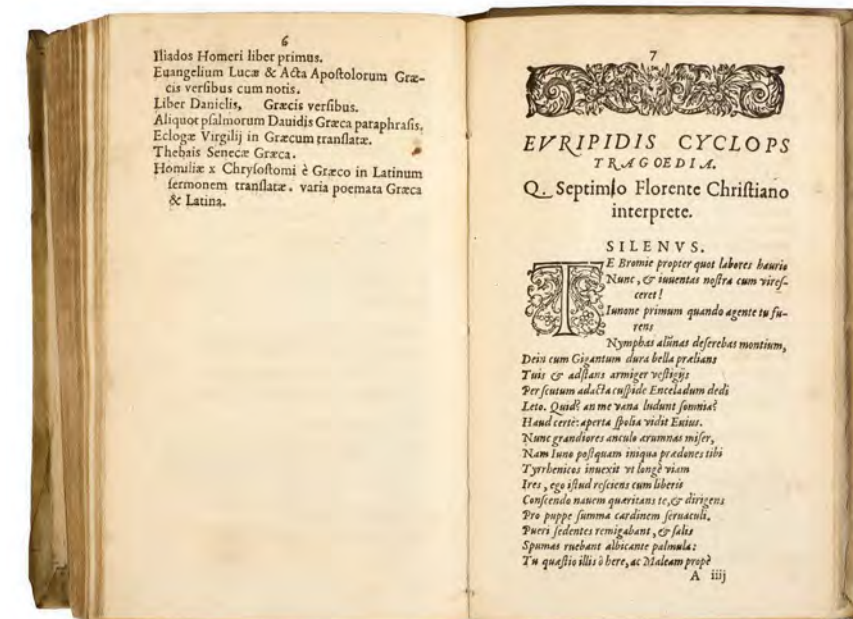 6
Iliados Homeri liber primus.
Euangelium Lucæ & Acta Apoſtolorum Græ-
cis verſibus cum notis.
Liber Danielis, Græcis verſibus.
Aliquot pſalmorum Dauidis Græca paraphraſis.
Eclogæ Virgilij in Græcum tranſlatæ.
Thebais Senecæ Græca.
Homiliæ x Chryſoſtomi è Græco in Latinum
ſermonem tranſlatæ. varia poemata Græca
& Latina.
7
EVRIPIDIS CYCLOPS
TRAGOEDIA.
Q. Septimio Florente Chriſtiano
interprete.
SILENVS.
TE Bromie propter quot labores haurio
Nunc, & iuuentas noſtra cum vireſ-
ceret!
Iunone primum quando agente tu fu-
rens
Nymphas alũnas deſerebas montium,
Dein cum Gigantum dura bella prælians
Tuis & adſtans armiger veſtigijs
Per ſcutum adacta cuſpide Enceladum dedi
Leto. Quid? an me vana ludunt ſomnia?
Haud certè: aperta ſpolia vidit Euius.
Nunc grandiores anculo ærumnas miſer,
Nam Iuno poſtquam iniqua prædones tibi
Tyrrhenicos inuexit vt longè viam
Ires, ego iſtud reſciens cum liberis
Conſcendo nauem quæritans te, & dirigens
Pro puppe ſumma cardinem ſeruaculi.
Pueri ſedentes remigabant, & ſalis
Spumas ruebant albicante palmula:
Tu quæſtio illis ò here, ac Maleam propè
A iiij